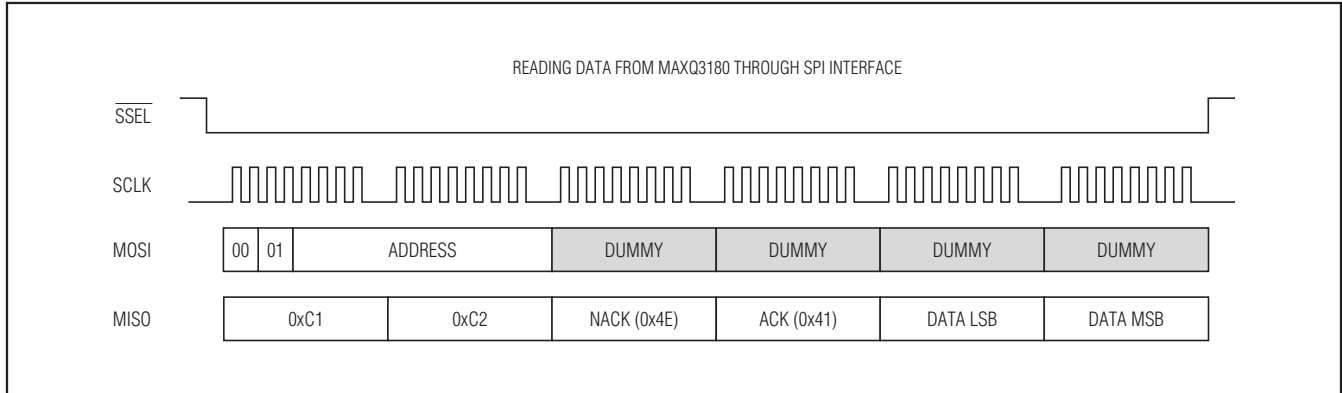 READING DATA FROM MAXQ3180 THROUGH SPI INTERFACE
SSEL
SCLK
MOSI 00 01 ADDRESS DUMMY DUMMY DUMMY DUMMY
MISO 0xC1 0xC2 NACK (0x4E) ACK (0x41) DATA LSB DATA MSB